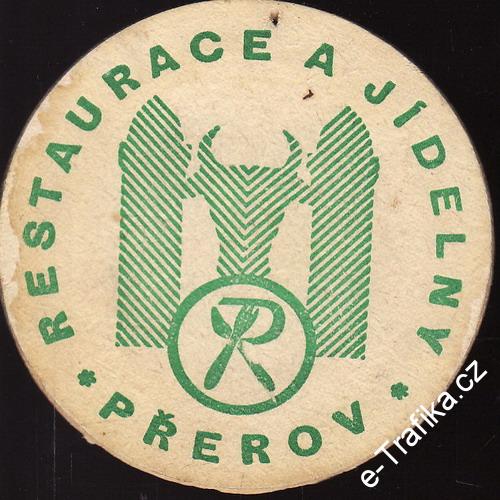 RESTAURACE A JÍDELNY
* PŘEROV *
R
e-Trafika.cz